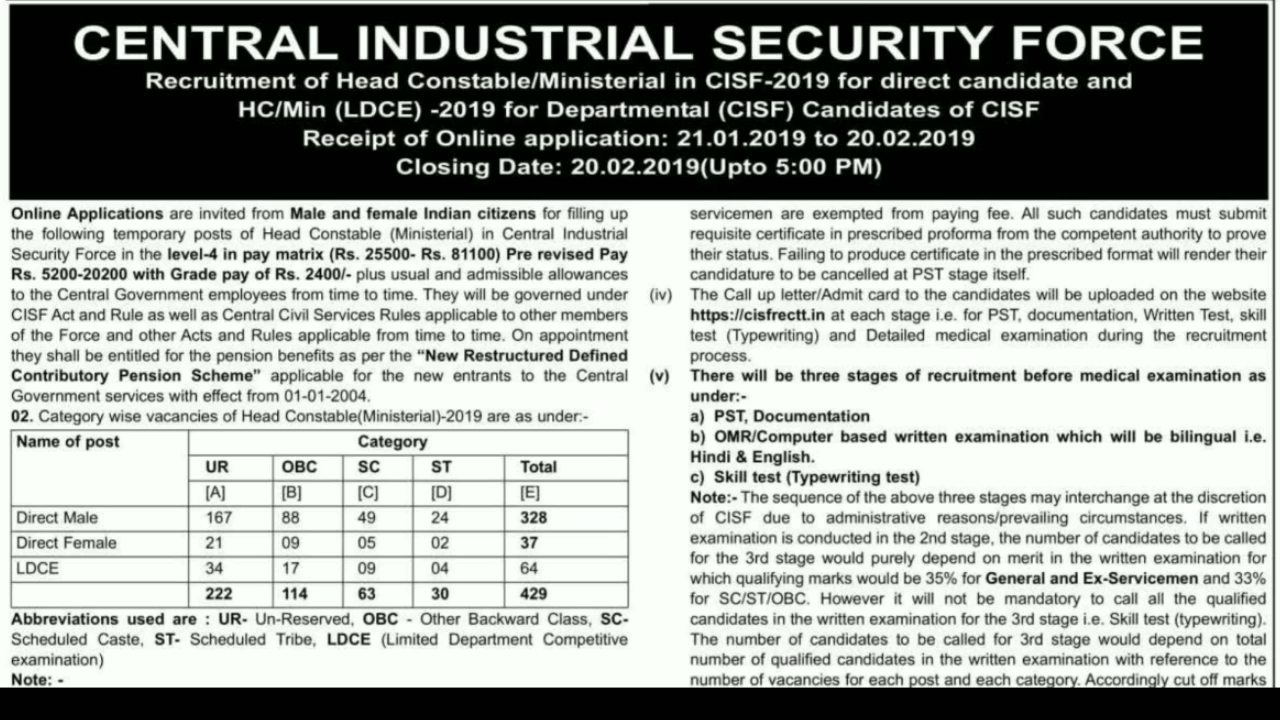 CENTRAL INDUSTRIAL SECURITY FORCE
Recruitment of Head Constable/Ministerial in CISF-2019 for direct candidate and
HC/Min (LDCE) -2019 for Departmental (CISF) Candidates of CISF
Receipt of Online application: 21.01.2019 to 20.02.2019
Closing Date: 20.02.2019(Upto 5:00 PM)
Online Applications are invited from Male and female Indian citizens for filling up
the following temporary posts of Head Constable (Ministerial) in Central Industrial
Security Force in the level-4 in pay matrix (Rs. 25500- Rs. 81100) Pre revised Pay
Rs. 5200-20200 with Grade pay of Rs. 2400/- plus usual and admissible allowances
to the Central Government employees from time to time. They will be governed under
CISF Act and Rule as well as Central Civil Services Rules applicable to other members
of the Force and other Acts and Rules applicable from time to time. On appointment
they shall be entitled for the pension benefits as per the “New Restructured Defined
Contributory Pension Scheme” applicable for the new entrants to the Central
Government services with effect from 01-01-2004.
02. Category wise vacancies of Head Constable(Ministerial)-2019 are as under:-
Name of post Category
UR OBC SC ST Total
[A] [B] [C] [D] [E]
Direct Male 167 88 49 24 328
Direct Female 21 09 05 02 37
LDCE 34 17 09 04 64
222 114 63 30 429
Abbreviations used are : UR- Un-Reserved, OBC - Other Backward Class, SC-
Scheduled Caste, ST- Scheduled Tribe, LDCE (Limited Department Competitive
examination)
Note: -
servicemen are exempted from paying fee. All such candidates must submit
requisite certificate in prescribed proforma from the competent authority to prove
their status. Failing to produce certificate in the prescribed format will render their
candidature to be cancelled at PST stage itself.
(iv) The Call up letter/Admit card to the candidates will be uploaded on the website
https://cisfrectt.in at each stage i.e. for PST, documentation, Written Test, skill
test (Typewriting) and Detailed medical examination during the recruitment
process.
(v) There will be three stages of recruitment before medical examination as
under:-
a) PST, Documentation
b) OMR/Computer based written examination which will be bilingual i.e.
Hindi & English.
c) Skill test (Typewriting test)
Note:- The sequence of the above three stages may interchange at the discretion
of CISF due to administrative reasons/prevailing circumstances. If written
examination is conducted in the 2nd stage, the number of candidates to be called
for the 3rd stage would purely depend on merit in the written examination for
which qualifying marks would be 35% for General and Ex-Servicemen and 33%
for SC/ST/OBC. However it will not be mandatory to call all the qualified
candidates in the written examination for the 3rd stage i.e. Skill test (typewriting).
The number of candidates to be called for 3rd stage would depend on total
number of qualified candidates in the written examination with reference to the
number of vacancies for each post and each category. Accordingly cut off marks